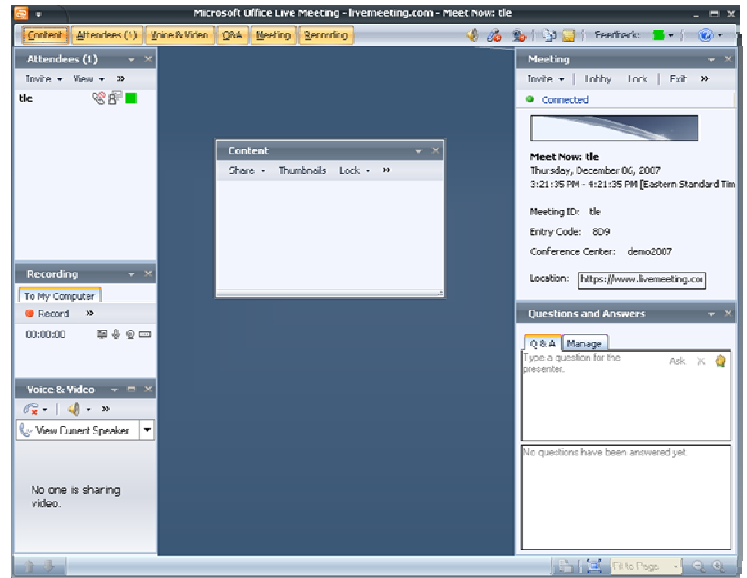 Microsoft Office Live Meeting - livemeeting.com - Meet Now: tle
Content Attendees (1) Voice & Video Q&A Meeting Recording
Feedback:
Attendees (1)
Invite View »
tle
Recording
To My Computer
Record »
00:00:00
Voice & Video
»
View Current Speaker
No one is sharing
video.
Content
Share Thumbnails Lock »
Meeting
Invite Lobby Lock Exit »
Connected
Meet Now: tle
Thursday, December 06, 2007
3:21:35 PM - 4:21:35 PM [Eastern Standard Tim
Meeting ID: tle
Entry Code: 8D9
Conference Center: demo2007
Location: https://www.livemeeting.cor
Questions and Answers
Q & A Manage
Type a question for the
presenter.
Ask
No questions have been answered yet.
Fit to Page